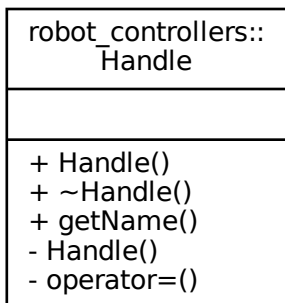 robot_controllers::
Handle
+ Handle()
+ ~Handle()
+ getName()
- Handle()
- operator=()